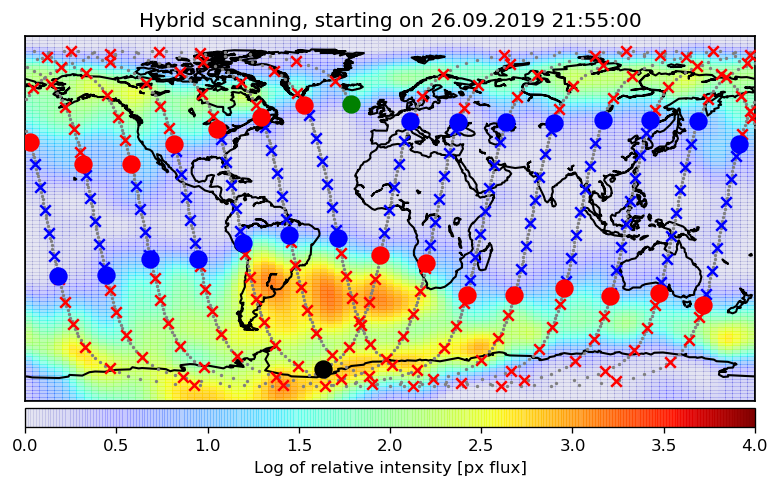 Hybrid scanning, starting on 26.09.2019 21:55:00
0.0 0.5 1.0 1.5 2.0 2.5 3.0 3.5 4.0
Log of relative intensity [px flux]